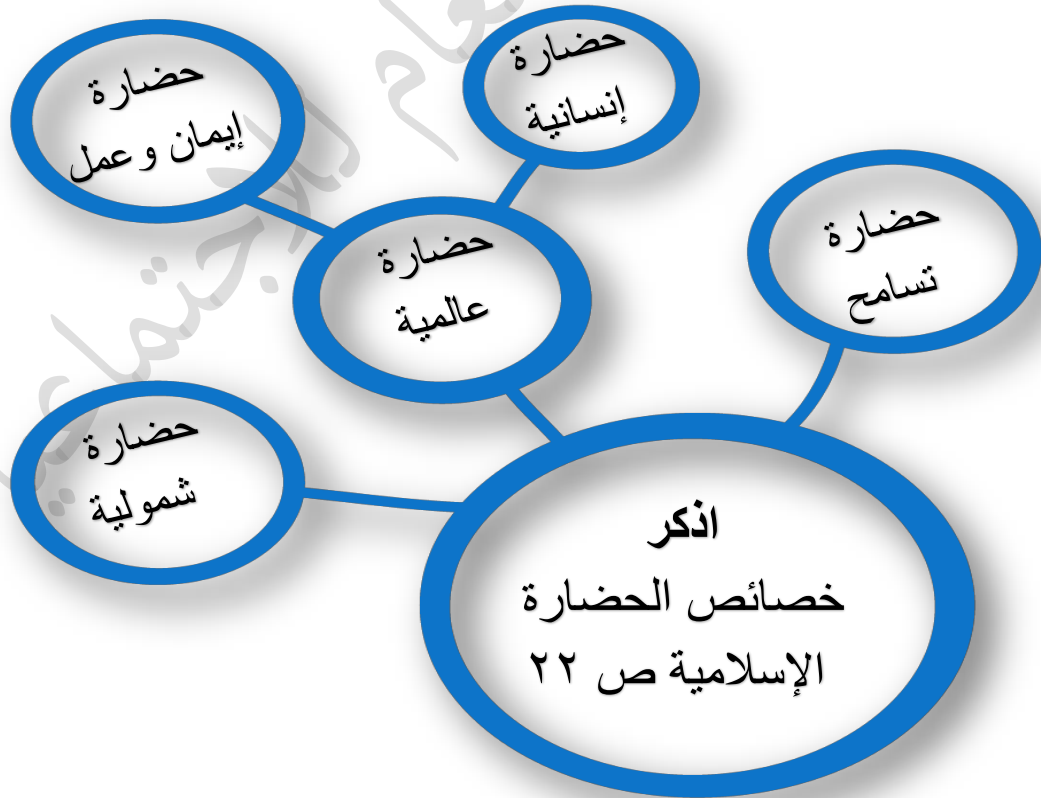 حضارة
إنسانية
حضارة
إيمان وعمل
حضارة
تسامح
حضارة
عالمية
حضارة
شمولية
اذكر
خصائص الحضارة
الإسلامية ص ٢٢